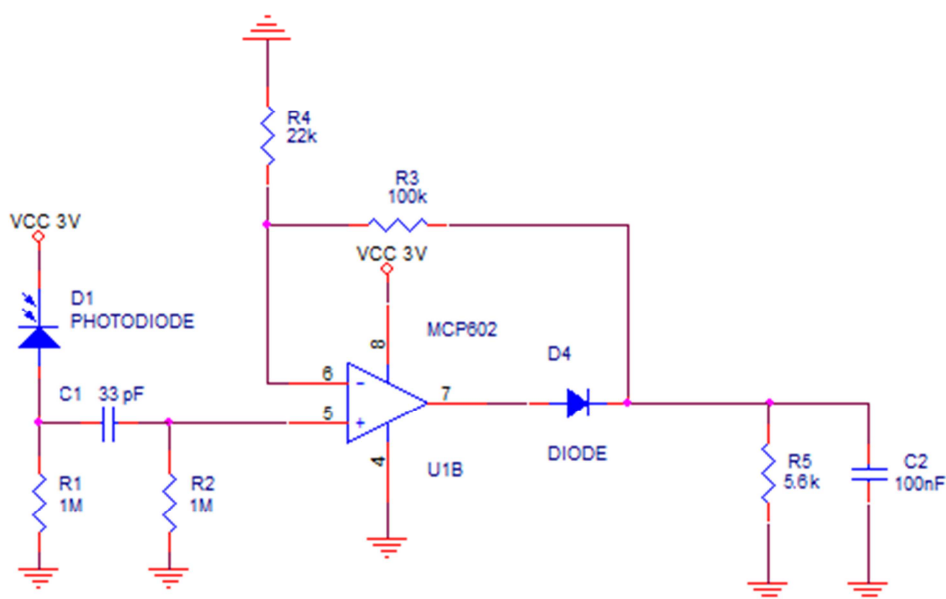 R4
22k
R3
100k
VCC 3V
VCC 3V
D1
PHOTODIODE
MCP602
8
D4
6
7
C1 33 pF
5
DIODE
4
U1B
R1
1M
R2
1M
R5
5.6k
C2
100nF